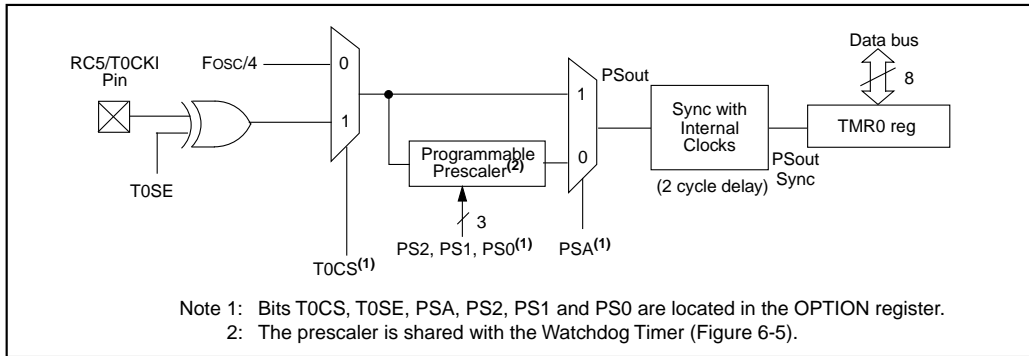 Data bus
RC5/T0CKI
Pin
FOSC/4
0
1
T0SE
T0CS(1)
Programmable
Prescaler(2)
3
PS2, PS1, PS0(1)
1
0
PSA(1)
PSout
Sync with
Internal
Clocks
(2 cycle delay)
PSout
Sync
8
TMR0 reg
Note 1: Bits T0CS, T0SE, PSA, PS2, PS1 and PS0 are located in the OPTION register.
2: The prescaler is shared with the Watchdog Timer (Figure 6-5).